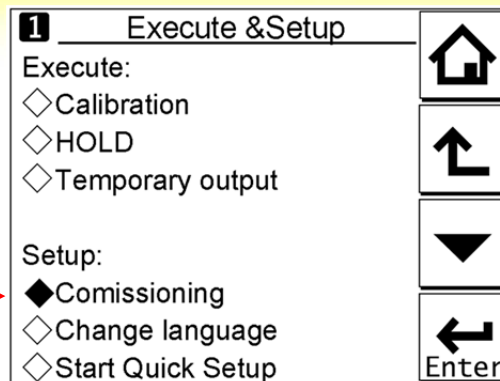 1 Execute &Setup
Execute:
Calibration
HOLD
Temporary output
Setup:
Comissioning
Change language
Start Quick Setup
Enter